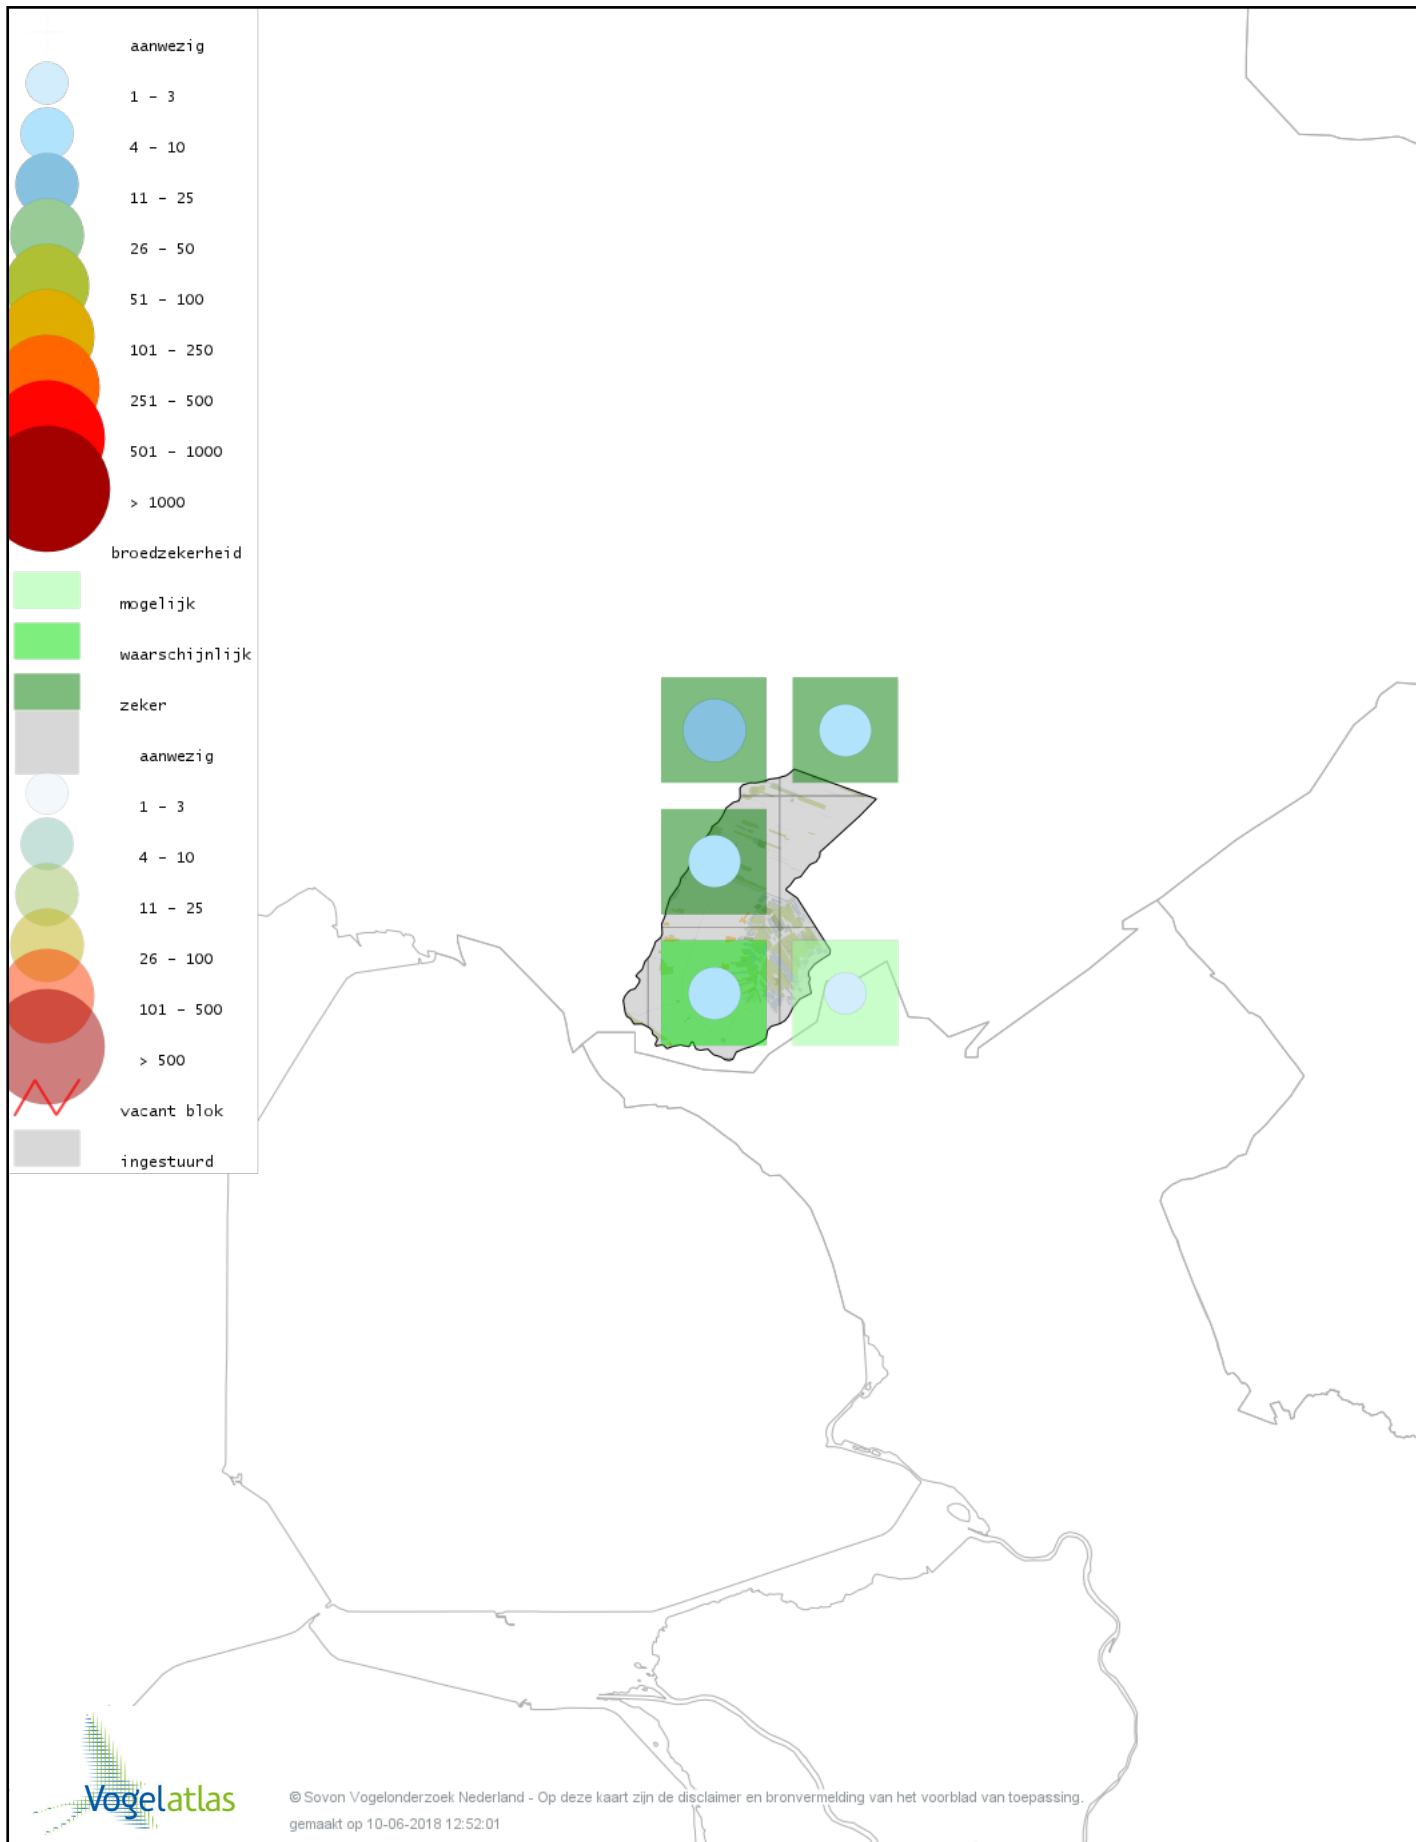 aanwezig
1 - 3
4 - 10
11 - 25
26 - 50
51 - 100
101 - 250
251 - 500
501 - 1000
> 1000
broedzekerheid
mogelijk
waarschijnlijk
zeker
aanwezig
1 - 3
4 - 10
11 - 25
26 - 100
101 - 500
> 500
vacant blok
ingestuurd
Vogelatlas
© Sovon Vogelonderzoek Nederland - Op deze kaart zijn de disclaimer en bronvermelding van het voorblad van toepassing.
gemaakt op 10-06-2018 12:52:01